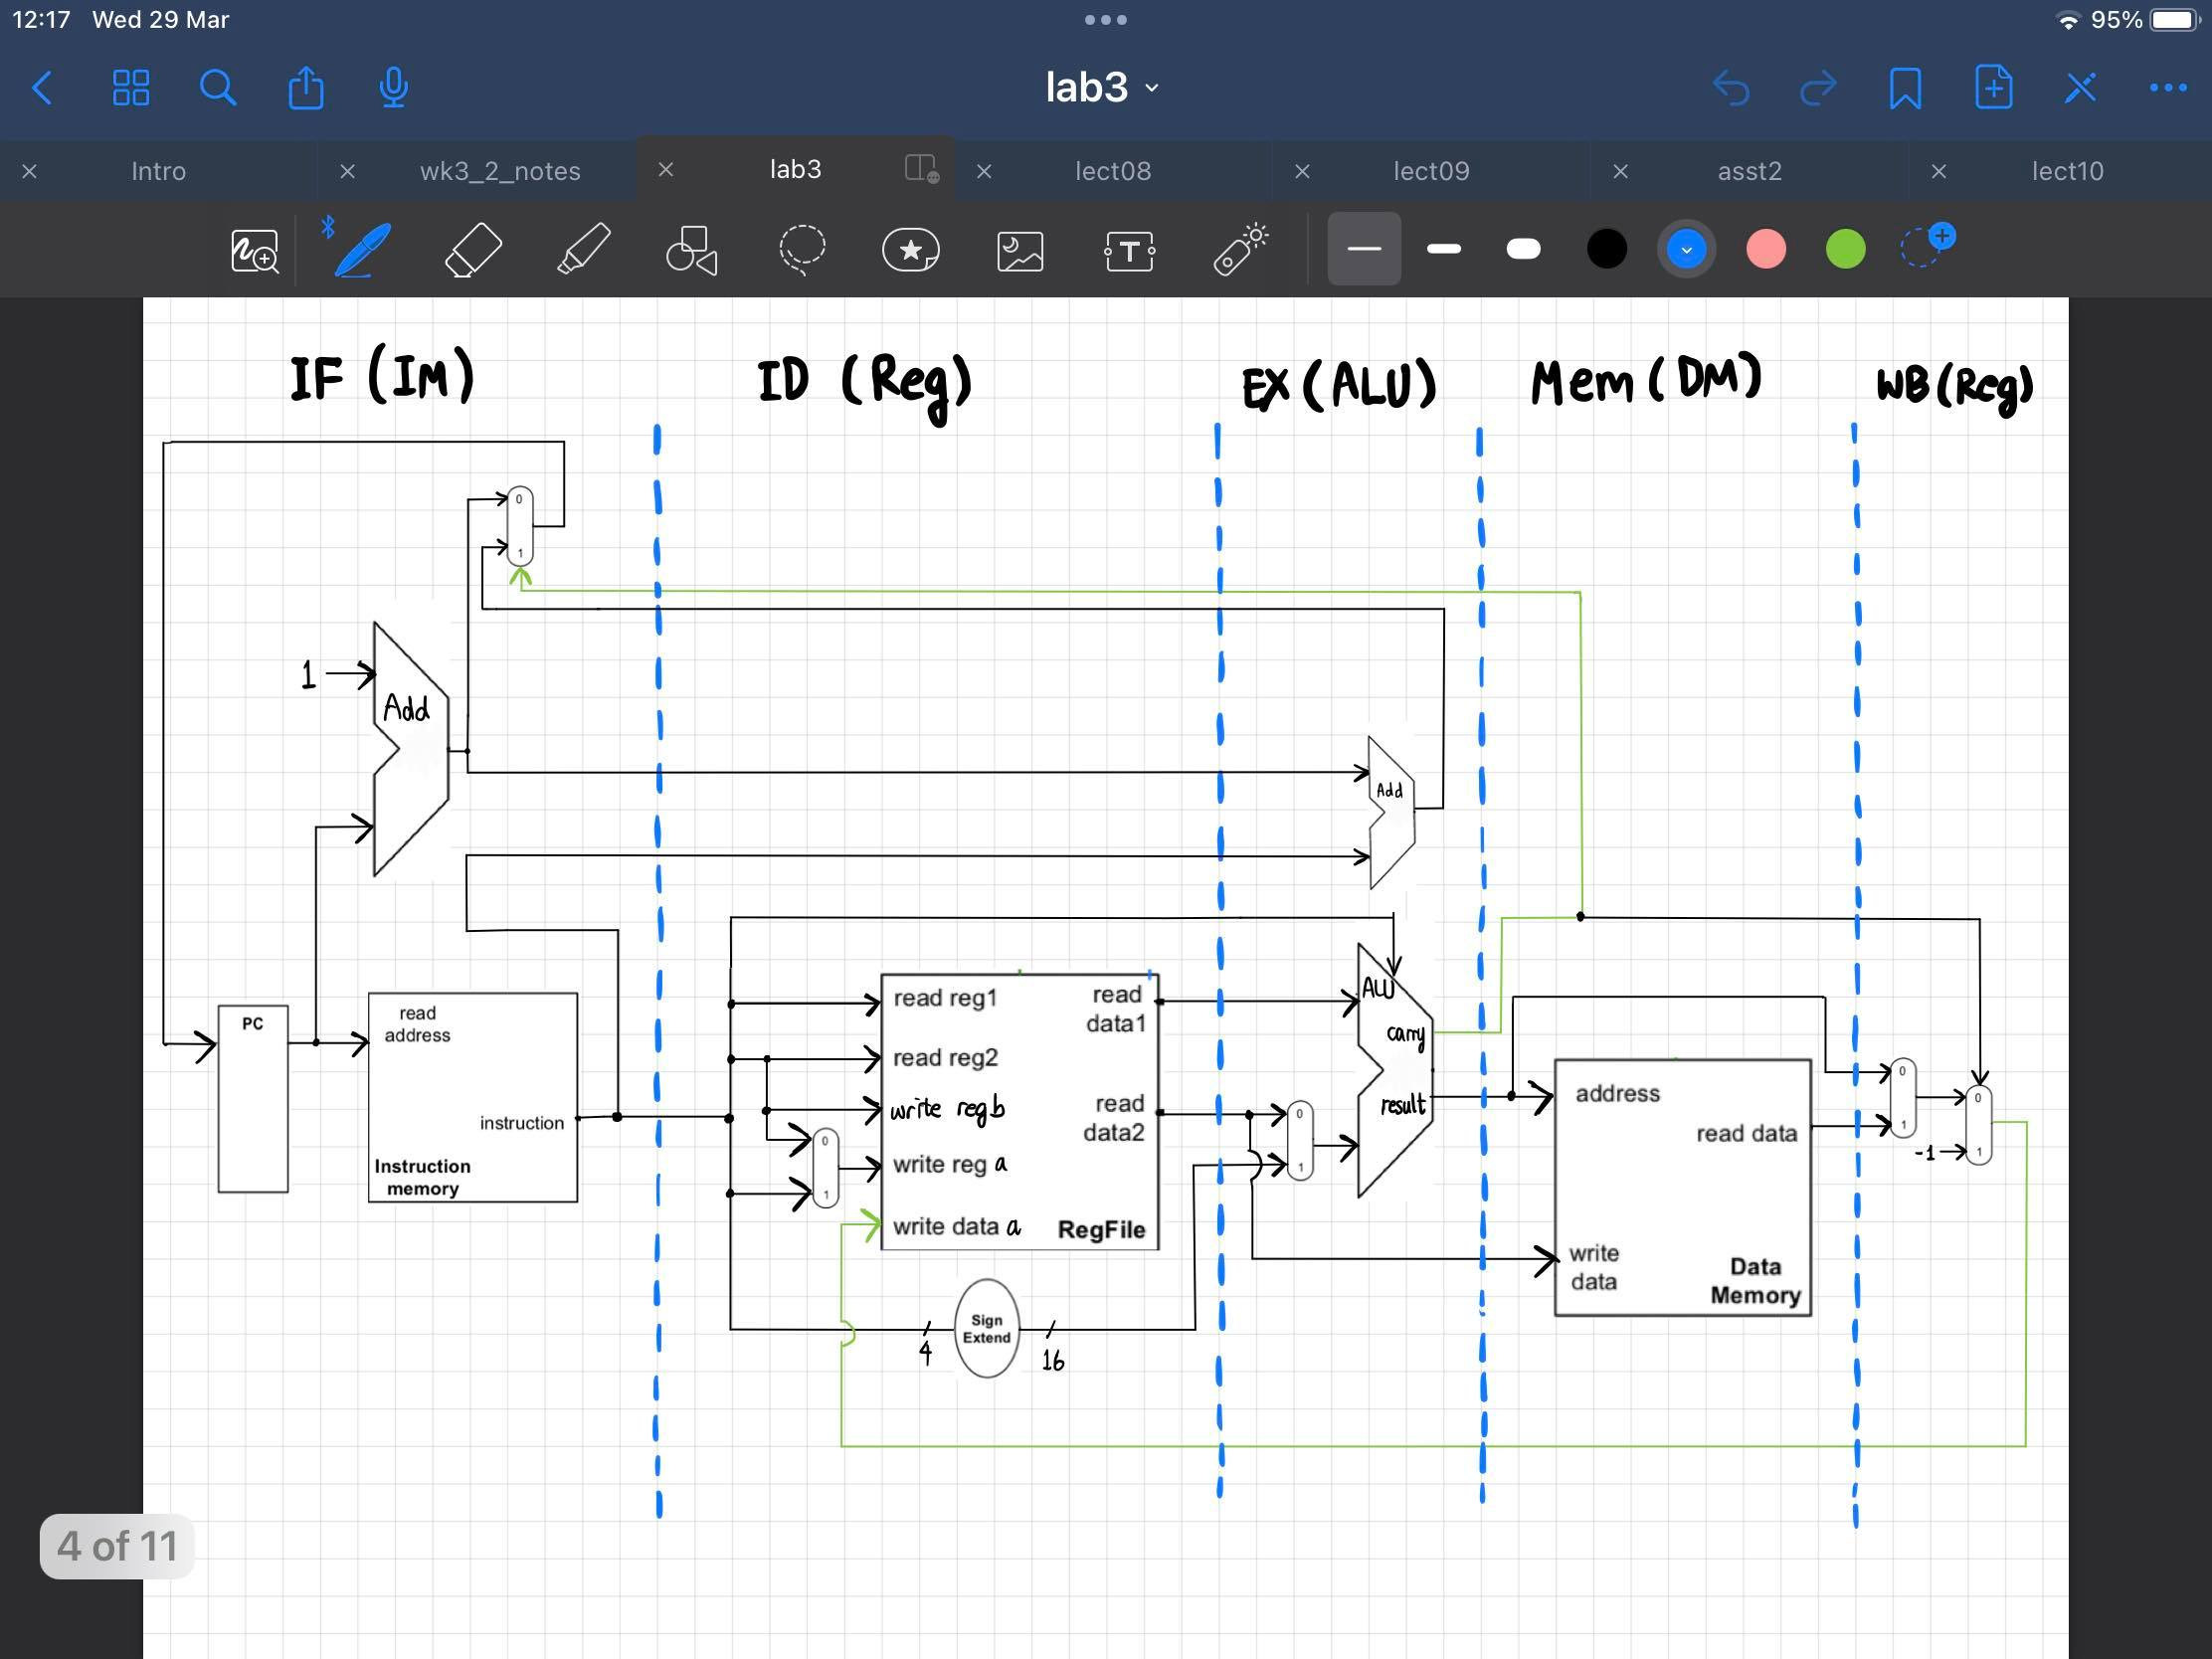 12:17 Wed 29 Mar
95%
lab3
Intro
wk3_2_notes
lab3
lect08
lect09
asst2
lect10
T
IF (IM)
ID (Reg)
EX (ALU)
Mem (DM)
WB (Reg)
0
1
1
Add
Add
PC
read
address
instruction
Instruction
memory
read reg1
read
data1
read reg2
write reg b
read
data2
write reg a
write data a
RegFile
0
1
Sign
Extend
4
16
0
1
ALU
carry
result
address
read data
write
data
Data
Memory
0
1
0
-1
1
4 of 11